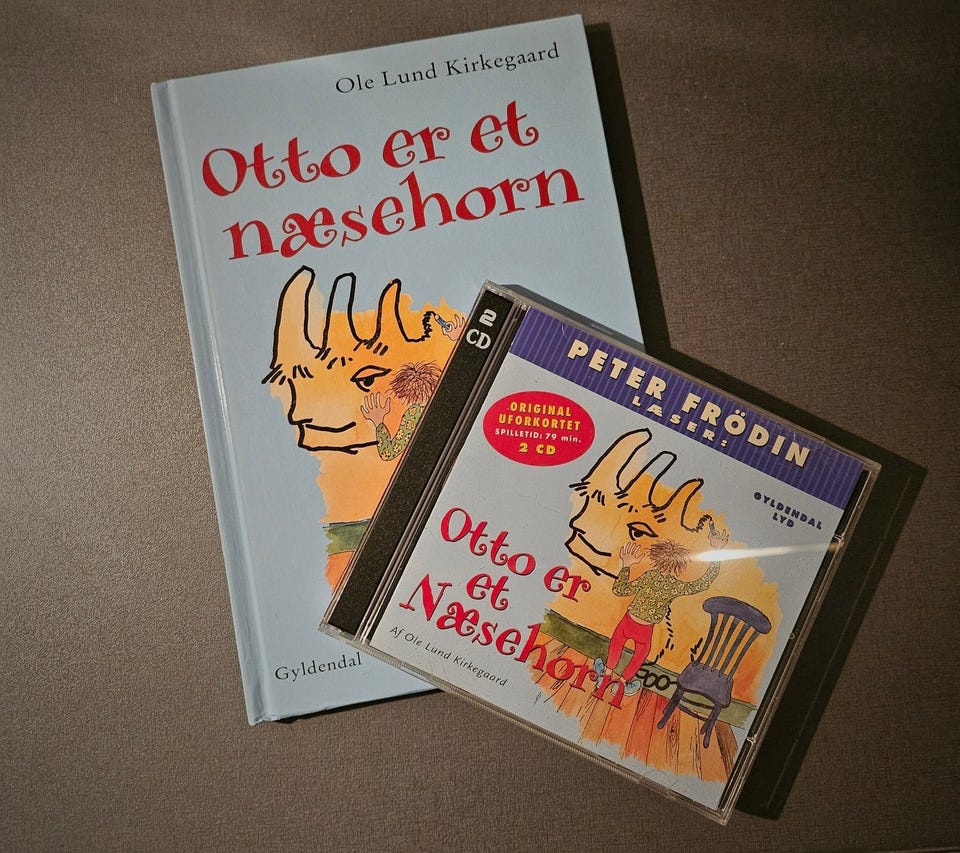 Ole Lund Kirkegaard
Otto er et
næsehorn
Gyldendal
2
CD
PETER FRÖDIN
LÆSER:
ORIGINAL
UFORKORTET
SPILLETID: 79 min.
2 CD
GYLDENDAL
LYD
Otto er
et
Næsehorn
Af Ole Lund Kirkegaard